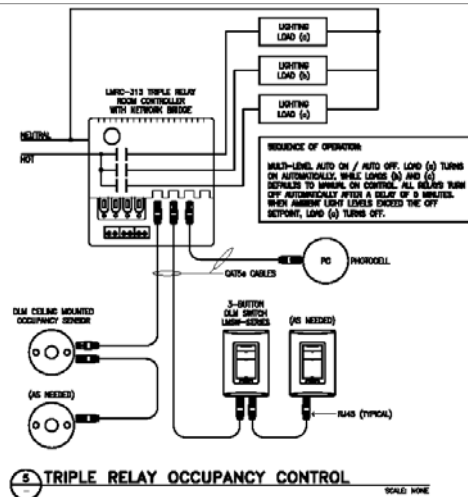 LIGHTING
LOAD (a)
LIGHTING
LOAD (b)
LIGHTING
LOAD (c)
LMRC-313 TRIPLE RELAY
ROOM CONTROLLER
WITH NETWORK BRIDGE
NEUTRAL
HOT
SEQUENCE OF OPERATION:
MULTI-LEVEL AUTO ON / AUTO OFF. LOAD (a) TURNS
ON AUTOMATICALLY, WHILE LOADS (b) AND (c)
DEFAULTS TO MANUAL ON CONTROL. ALL RELAYS TURN
OFF AUTOMATICALLY AFTER A DELAY OF 5 MINUTES.
WHEN AMBIENT LIGHT LEVELS EXCEED THE OFF
SETPOINT, LOAD (a) TURNS OFF.
PC
PHOTOCELL
CAT5e CABLES
DLM CEILING MOUNTED
OCCUPANCY SENSOR
3-BUTTON
DLM SWITCH
LMSW-SERIES
(AS NEEDED)
(AS NEEDED)
RJ45 (TYPICAL)
5
TRIPLE RELAY OCCUPANCY CONTROL
SCALE: NONE